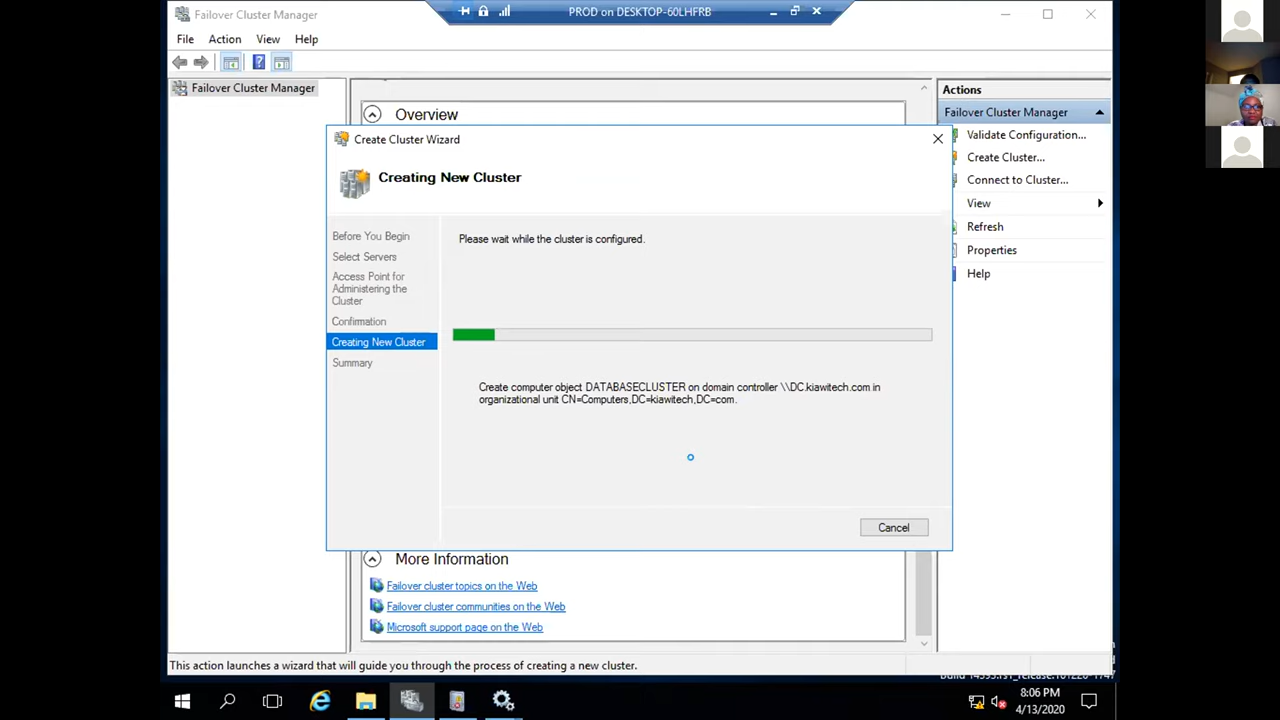 Failover Cluster Manager
PROD on DESKTOP-60LHFRB
File Action View Help
Failover Cluster Manager
Overview
Create Cluster Wizard
Creating New Cluster
Before You Begin
Select Servers
Access Point for
Administering the
Cluster
Confirmation
Creating New Cluster
Summary
Please wait while the cluster is configured.
Create computer object DATABASECLUSTER on domain controller \\DC.kiawitech.com in
organizational unit CN=Computers,DC=kiawitech,DC=com.
Cancel
More Information
Failover cluster topics on the Web
Failover cluster communities on the Web
Microsoft support page on the Web
Actions
Failover Cluster Manager
Validate Configuration...
Create Cluster...
Connect to Cluster...
View
Refresh
Properties
Help
This action launches a wizard that will guide you through the process of creating a new cluster.
8:06 PM
4/13/2020